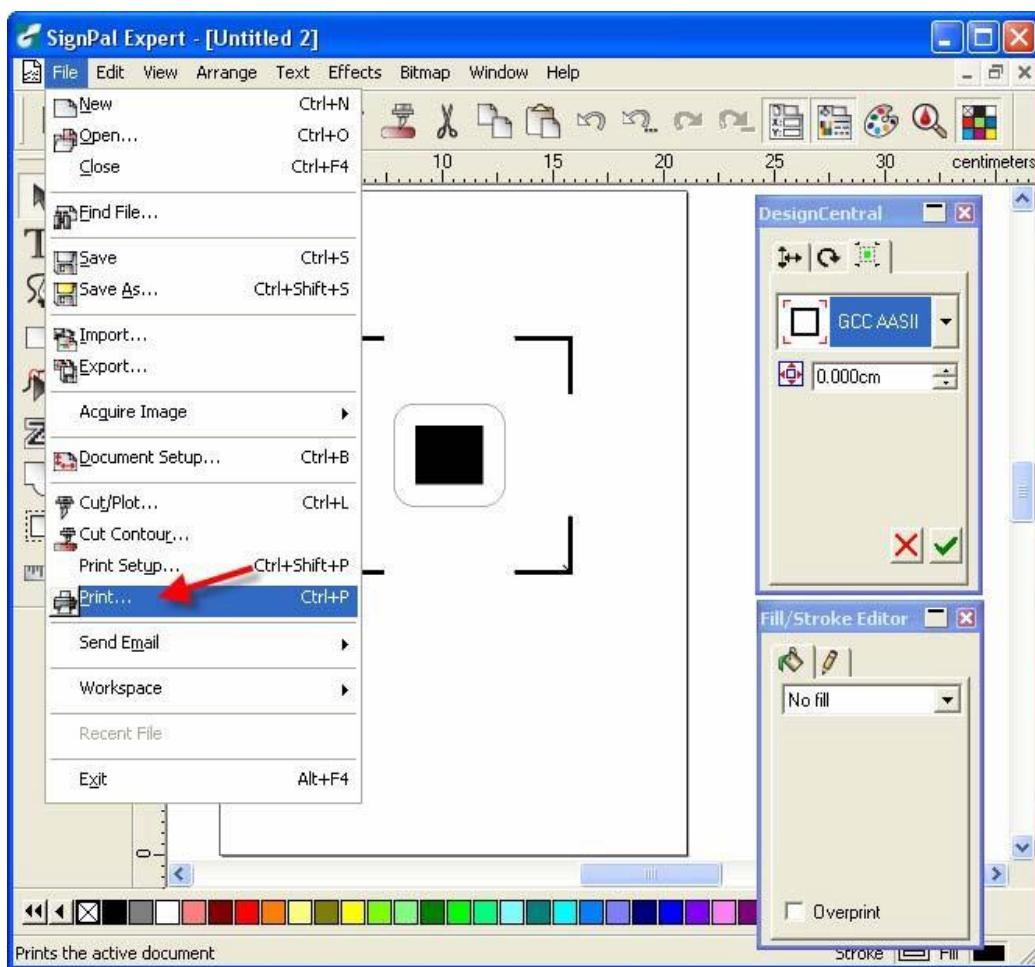 SignPal Expert - [Untitled 2]
File Edit View Arrange Text Effects Bitmap Window Help
New Ctrl+N
Open... Ctrl+O
Close Ctrl+F4
Find File...
Save Ctrl+S
Save As... Ctrl+Shift+S
Import...
Export...
Acquire Image
Document Setup... Ctrl+B
Cut/Plot... Ctrl+L
Cut Contour...
Print Setup... Ctrl+Shift+P
Print... Ctrl+P
Send Email
Workspace
Recent File
Exit Alt+F4
10 15 20 25 30 centimeters
0
DesignCentral
GCC AASII
0.000cm
Fill/Stroke Editor
No fill
Overprint
Prints the active document
Stroke Fill